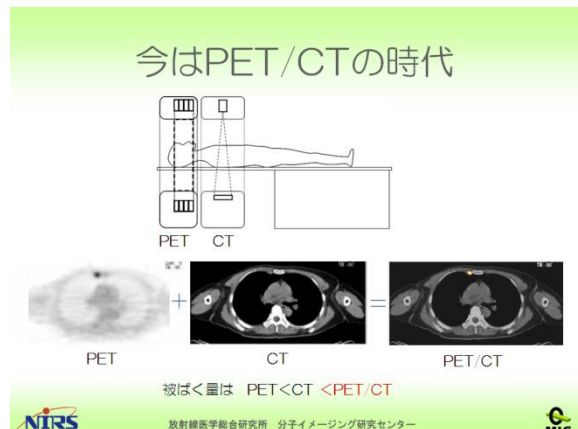 今はPET/CTの時代
PET CT
PET + CT = PET/CT
被ばく量は PET<CT <PET/CT
NIRS 放射線医学総合研究所 分子イメージング研究センター